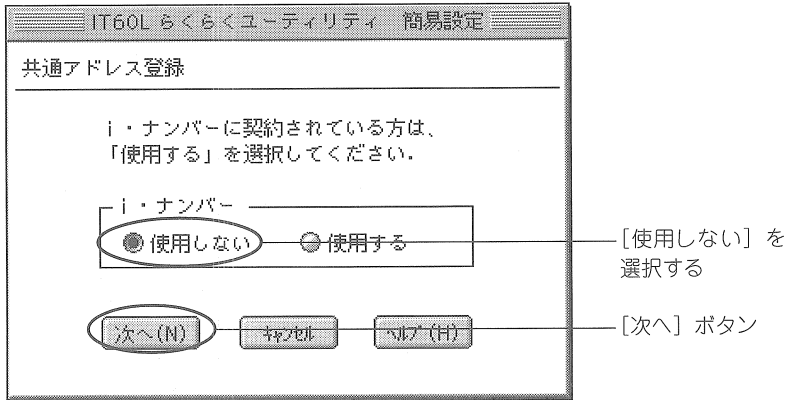 IT60L らくらくユーティリティ 簡易設定
共通アドレス登録
i・ナンバーに契約されている方は、
「使用する」を選択してください.
i・ナンバー
使用しない 使用する
[使用しない] を
選択する
次へ(N) キャンセル ヘルプ(H)
[次へ] ボタン